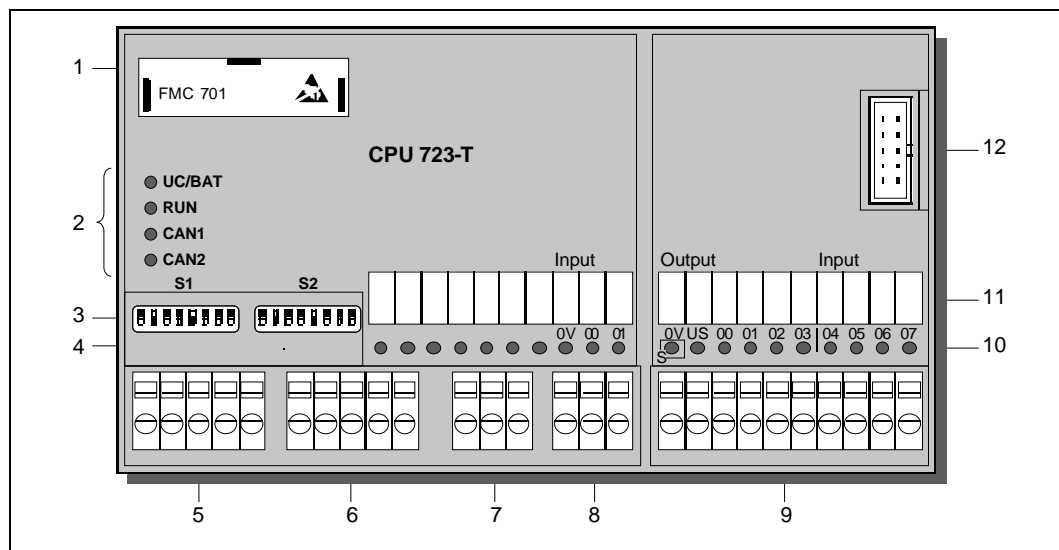 1
FMC 701
CPU 723-T
12
2
UC/BAT
RUN
CAN1
CAN2
S1 S2
Input
Output Input
11
3
0V 00 01
0V US 00 01 02 03 04 05 06 07
4
S
10
5 6 7 8 9